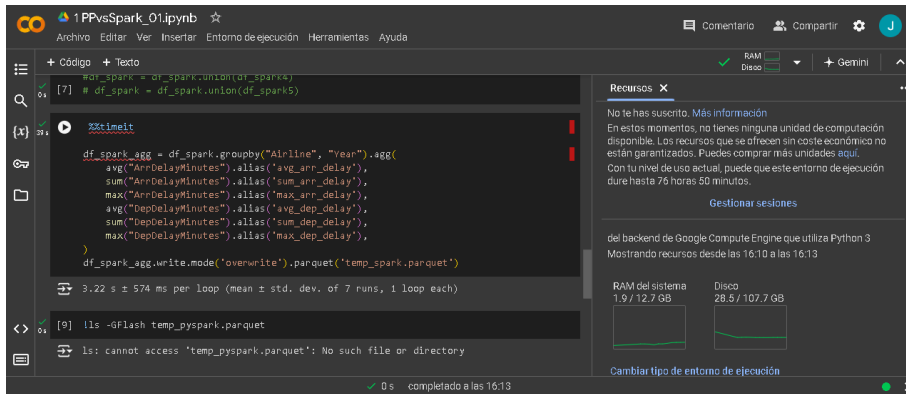 CO
1 PPvsSpark_01.ipynb ☆
Comentario Compartir J
Archivo Editar Ver Insertar Entorno de ejecución Herramientas Ayuda
+ Código + Texto
RAM
Disco
Gemini
#df_spark = df_spark.union(df_spark4)
[7] # df_spark = df_spark.union(df_spark5)
0 s
{x}
29 s
%%timeit
df_spark_agg = df_spark.groupby("Airline", "Year").agg(
avg("ArrDelayMinutes").alias('avg_arr_delay'),
sum("ArrDelayMinutes").alias('sum_arr_delay'),
max("ArrDelayMinutes").alias('max_arr_delay'),
avg("DepDelayMinutes").alias('avg_dep_delay'),
sum("DepDelayMinutes").alias('sum_dep_delay'),
max("DepDelayMinutes").alias('max_dep_delay'),
)
df_spark_agg.write.mode('overwrite').parquet('temp_spark.parquet')
3.22 s ± 574 ms per loop (mean ± std. dev. of 7 runs, 1 loop each)
0 s
[9] !ls -GFlash temp_pyspark.parquet
ls: cannot access 'temp_pyspark.parquet': No such file or directory
Recursos X
No te has suscrito. Más información
En estos momentos, no tienes ninguna unidad de computación
disponible. Los recursos que se ofrecen sin coste económico no
están garantizados. Puedes comprar más unidades aquí.
Con tu nivel de uso actual, puede que este entorno de ejecución
dure hasta 76 horas 50 minutos.
Gestionar sesiones
del backend de Google Compute Engine que utiliza Python 3
Mostrando recursos desde las 16:10 a las 16:13
RAM del sistema
1.9 / 12.7 GB
Disco
28.5 / 107.7 GB
Cambiar tipo de entorno de ejecución
0 s completado a las 16:13